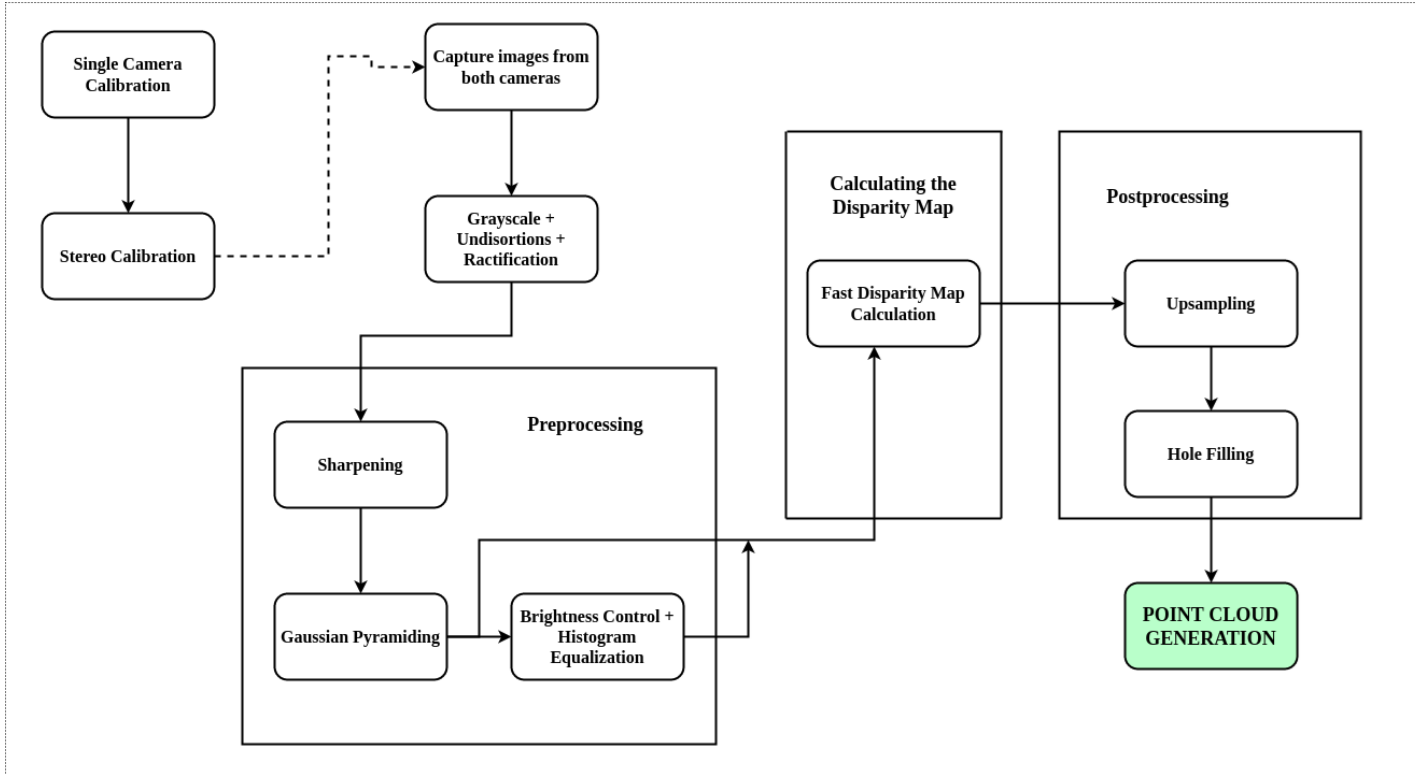 Single Camera
Calibration
Stereo Calibration
Capture images from
both cameras
Grayscale +
Undisortions +
Ractification
Preprocessing
Sharpening
Gaussian Pyramiding
Brightness Control +
Histogram
Equalization
Calculating the
Disparity Map
Fast Disparity Map
Calculation
Postprocessing
Upsampling
Hole Filling
POINT CLOUD
GENERATION